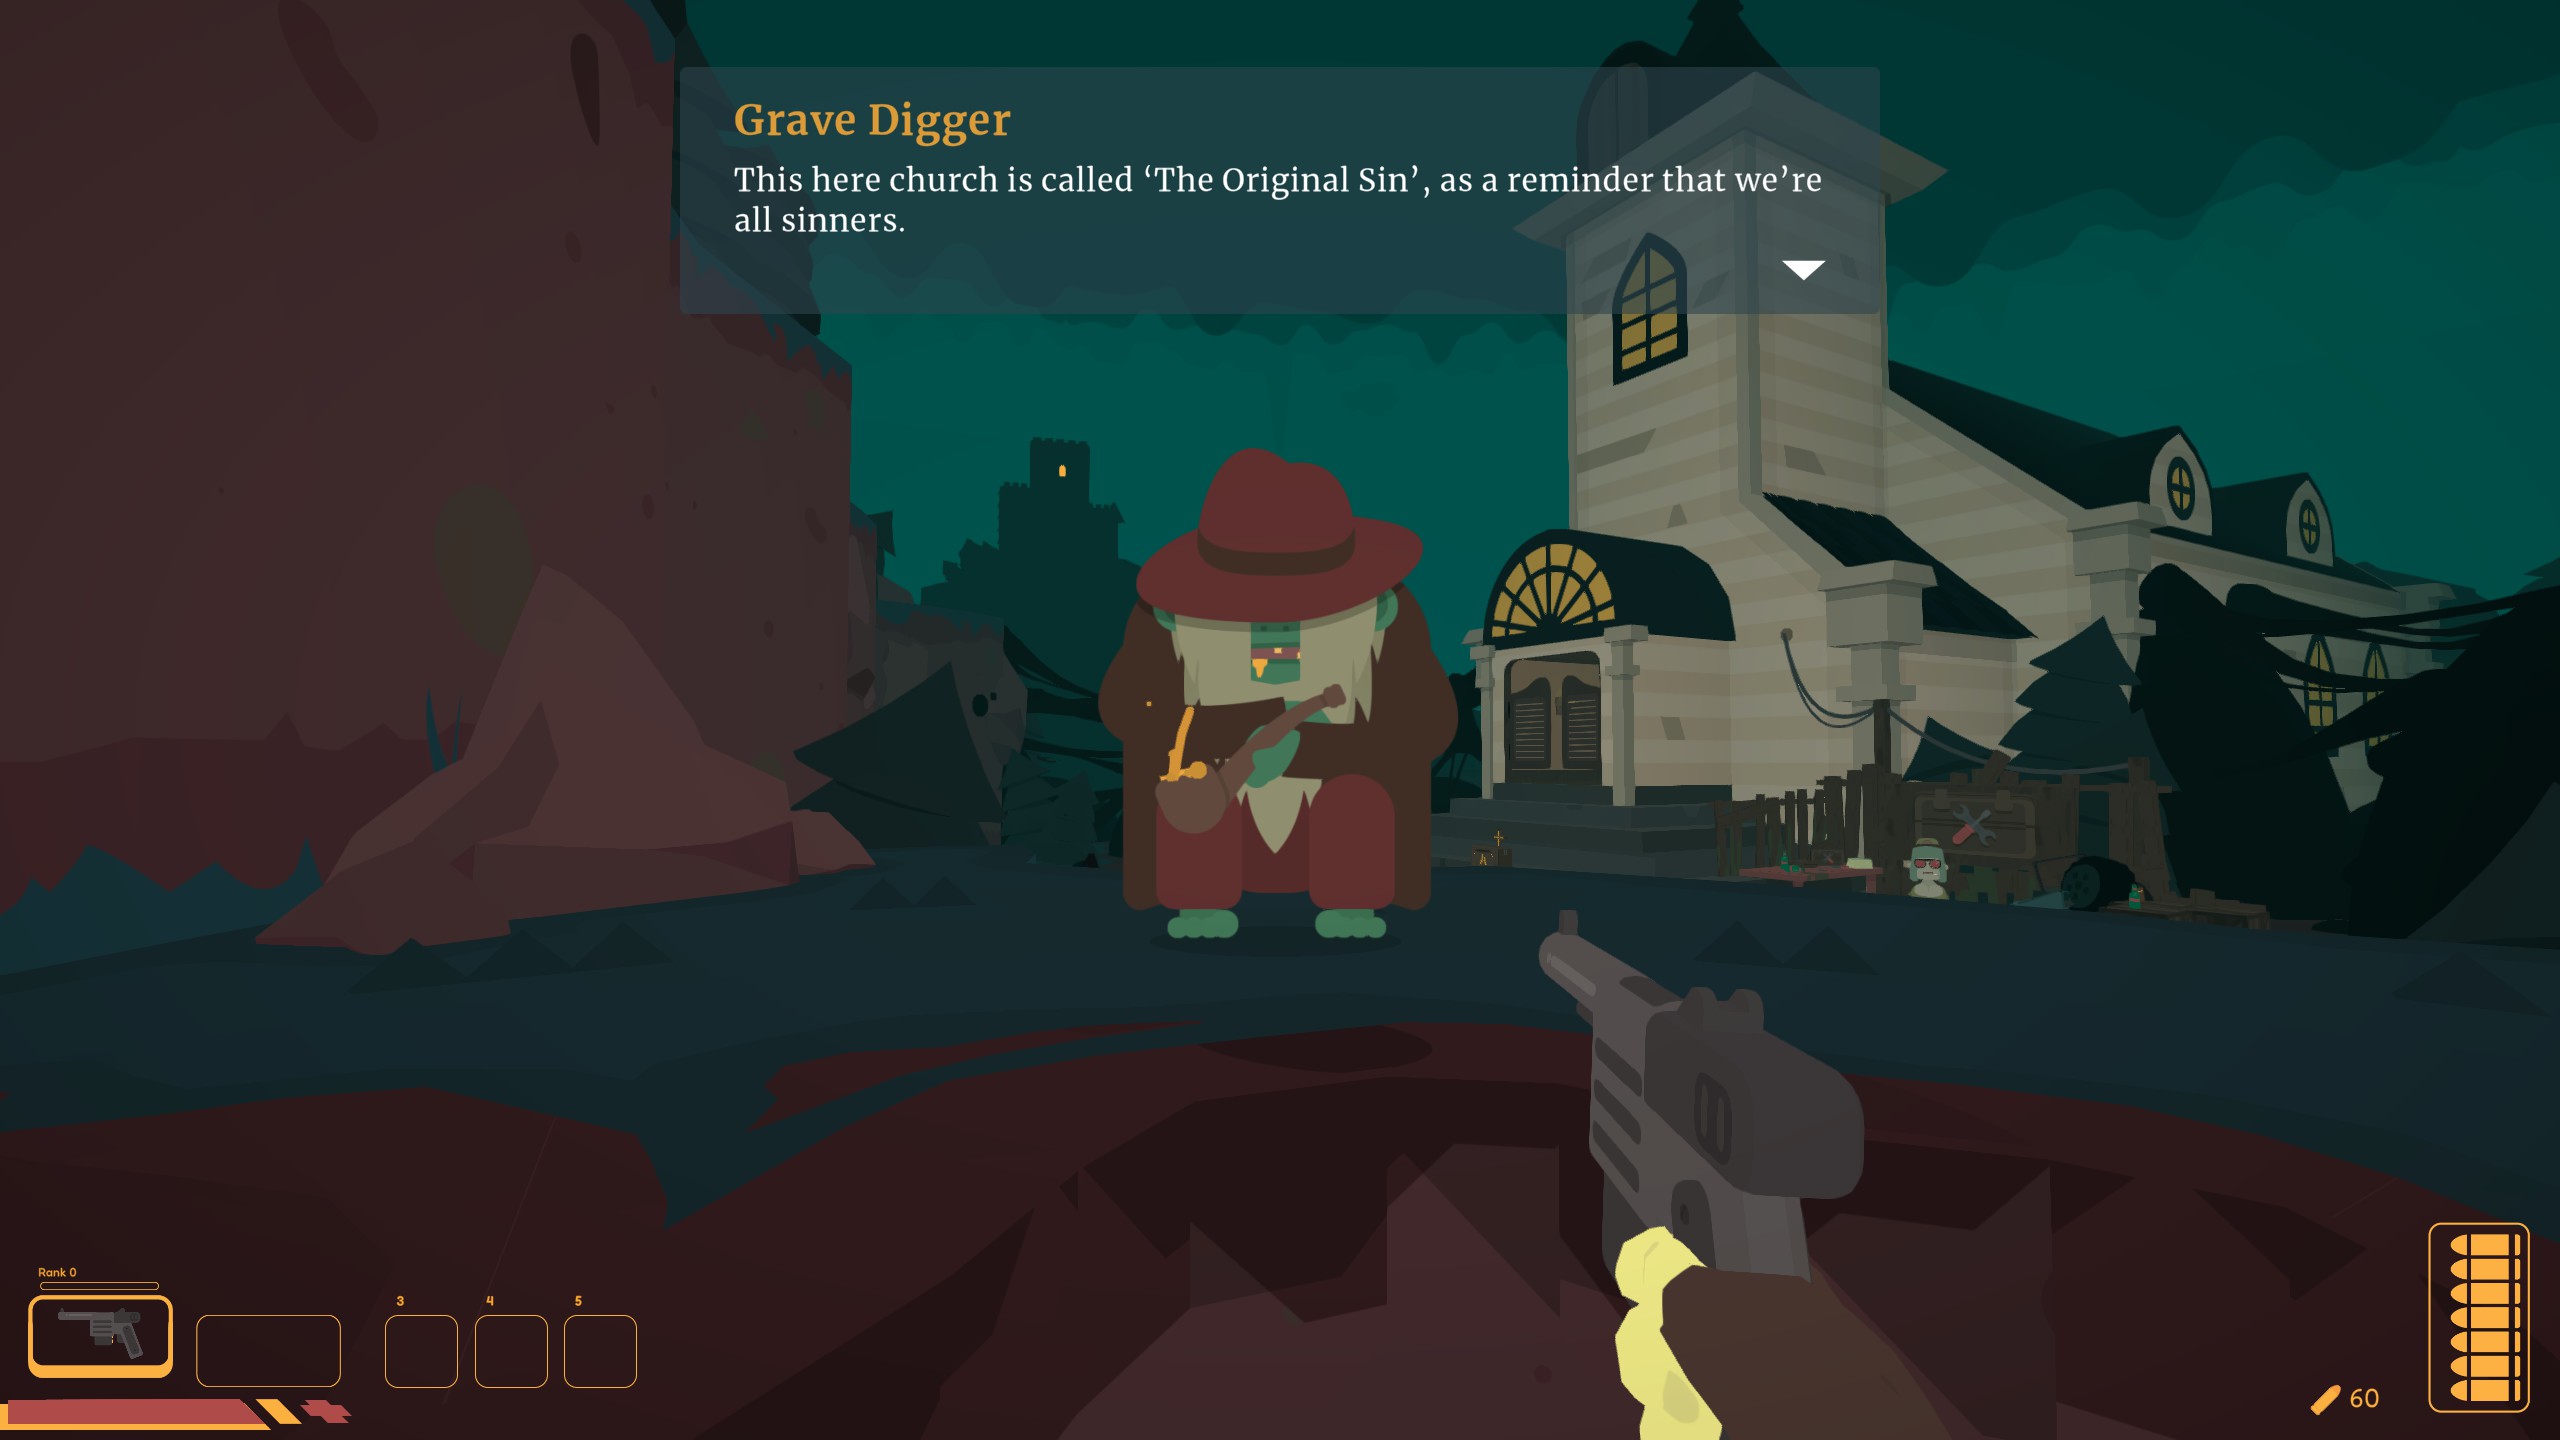 Grave Digger
This here church is called ‘The Original Sin’, as a reminder that we’re
all sinners.
Rank 0
3 4 5
60